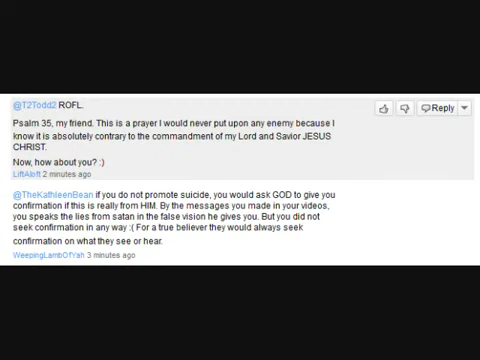 @T2Todd2 ROFL.
Reply
Psalm 35, my friend. This is a prayer I would never put upon any enemy because I
know it is absolutely contrary to the commandment of my Lord and Savior JESUS
CHRIST.
Now, how about you? :)
LiftAloft 2 minutes ago
@TheKathleenBean if you do not promote suicide, you would ask GOD to give you
confirmation if this is really from HIM. By the messages you made in your videos,
you speaks the lies from satan in the false vision he gives you. But you did not
seek confirmation in any way :( For a true believer they would always seek
confirmation on what they see or hear.
WeepingLambOfYah 3 minutes ago